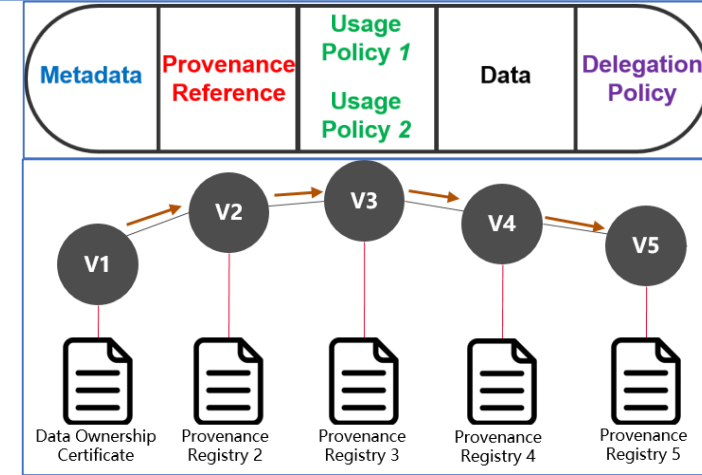 Metadata
Provenance
Reference
Usage
Policy 1
Usage
Policy 2
Data
Delegation
Policy
V1
V2
V3
V4
V5
Data Ownership
Certificate
Provenance
Registry 2
Provenance
Registry 3
Provenance
Registry 4
Provenance
Registry 5